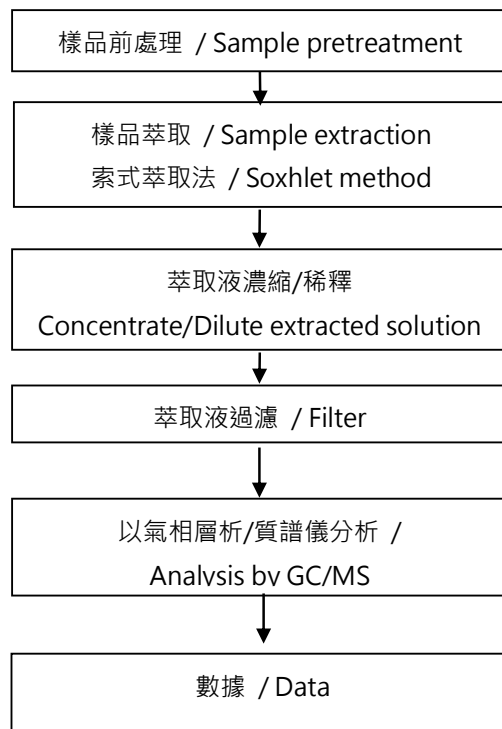 樣品前處理 / Sample pretreatment
樣品萃取 / Sample extraction
索式萃取法 / Soxhlet method
萃取液濃縮/稀釋
Concentrate/Dilute extracted solution
萃取液過濾 / Filter
以氣相層析/質譜儀分析 /
Analysis by GC/MS
數據 / Data